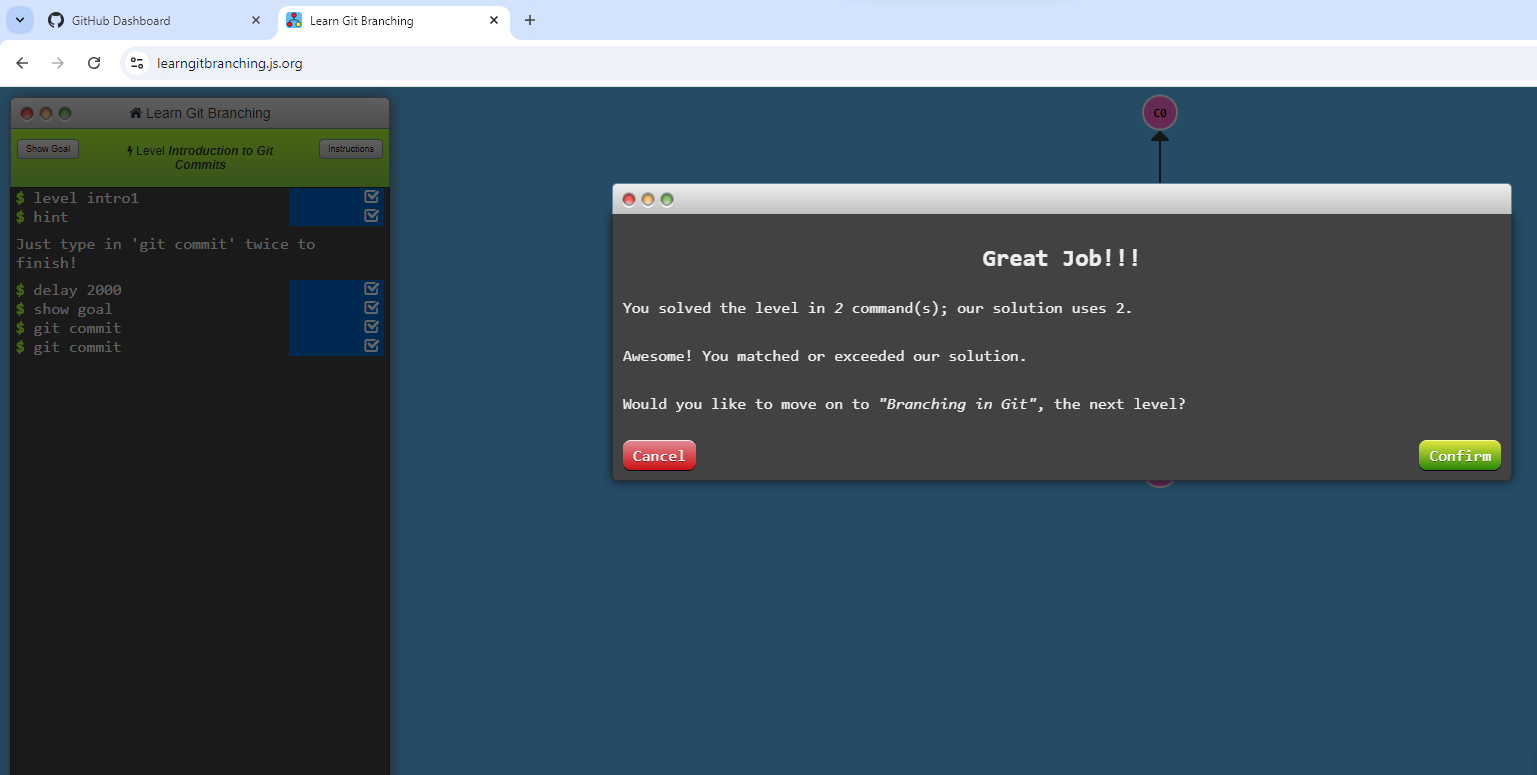 GitHub Dashboard
Learn Git Branching
learngitbranching.js.org
Learn Git Branching
Show Goal
Level Introduction to Git
Commits
Instructions
$ level intro1
$ hint
Just type in 'git commit' twice to
finish!
$ delay 2000
$ show goal
$ git commit
$ git commit
C0
Great Job!!!
You solved the level in 2 command(s); our solution uses 2.
Awesome! You matched or exceeded our solution.
Would you like to move on to "Branching in Git", the next level?
Cancel
Confirm